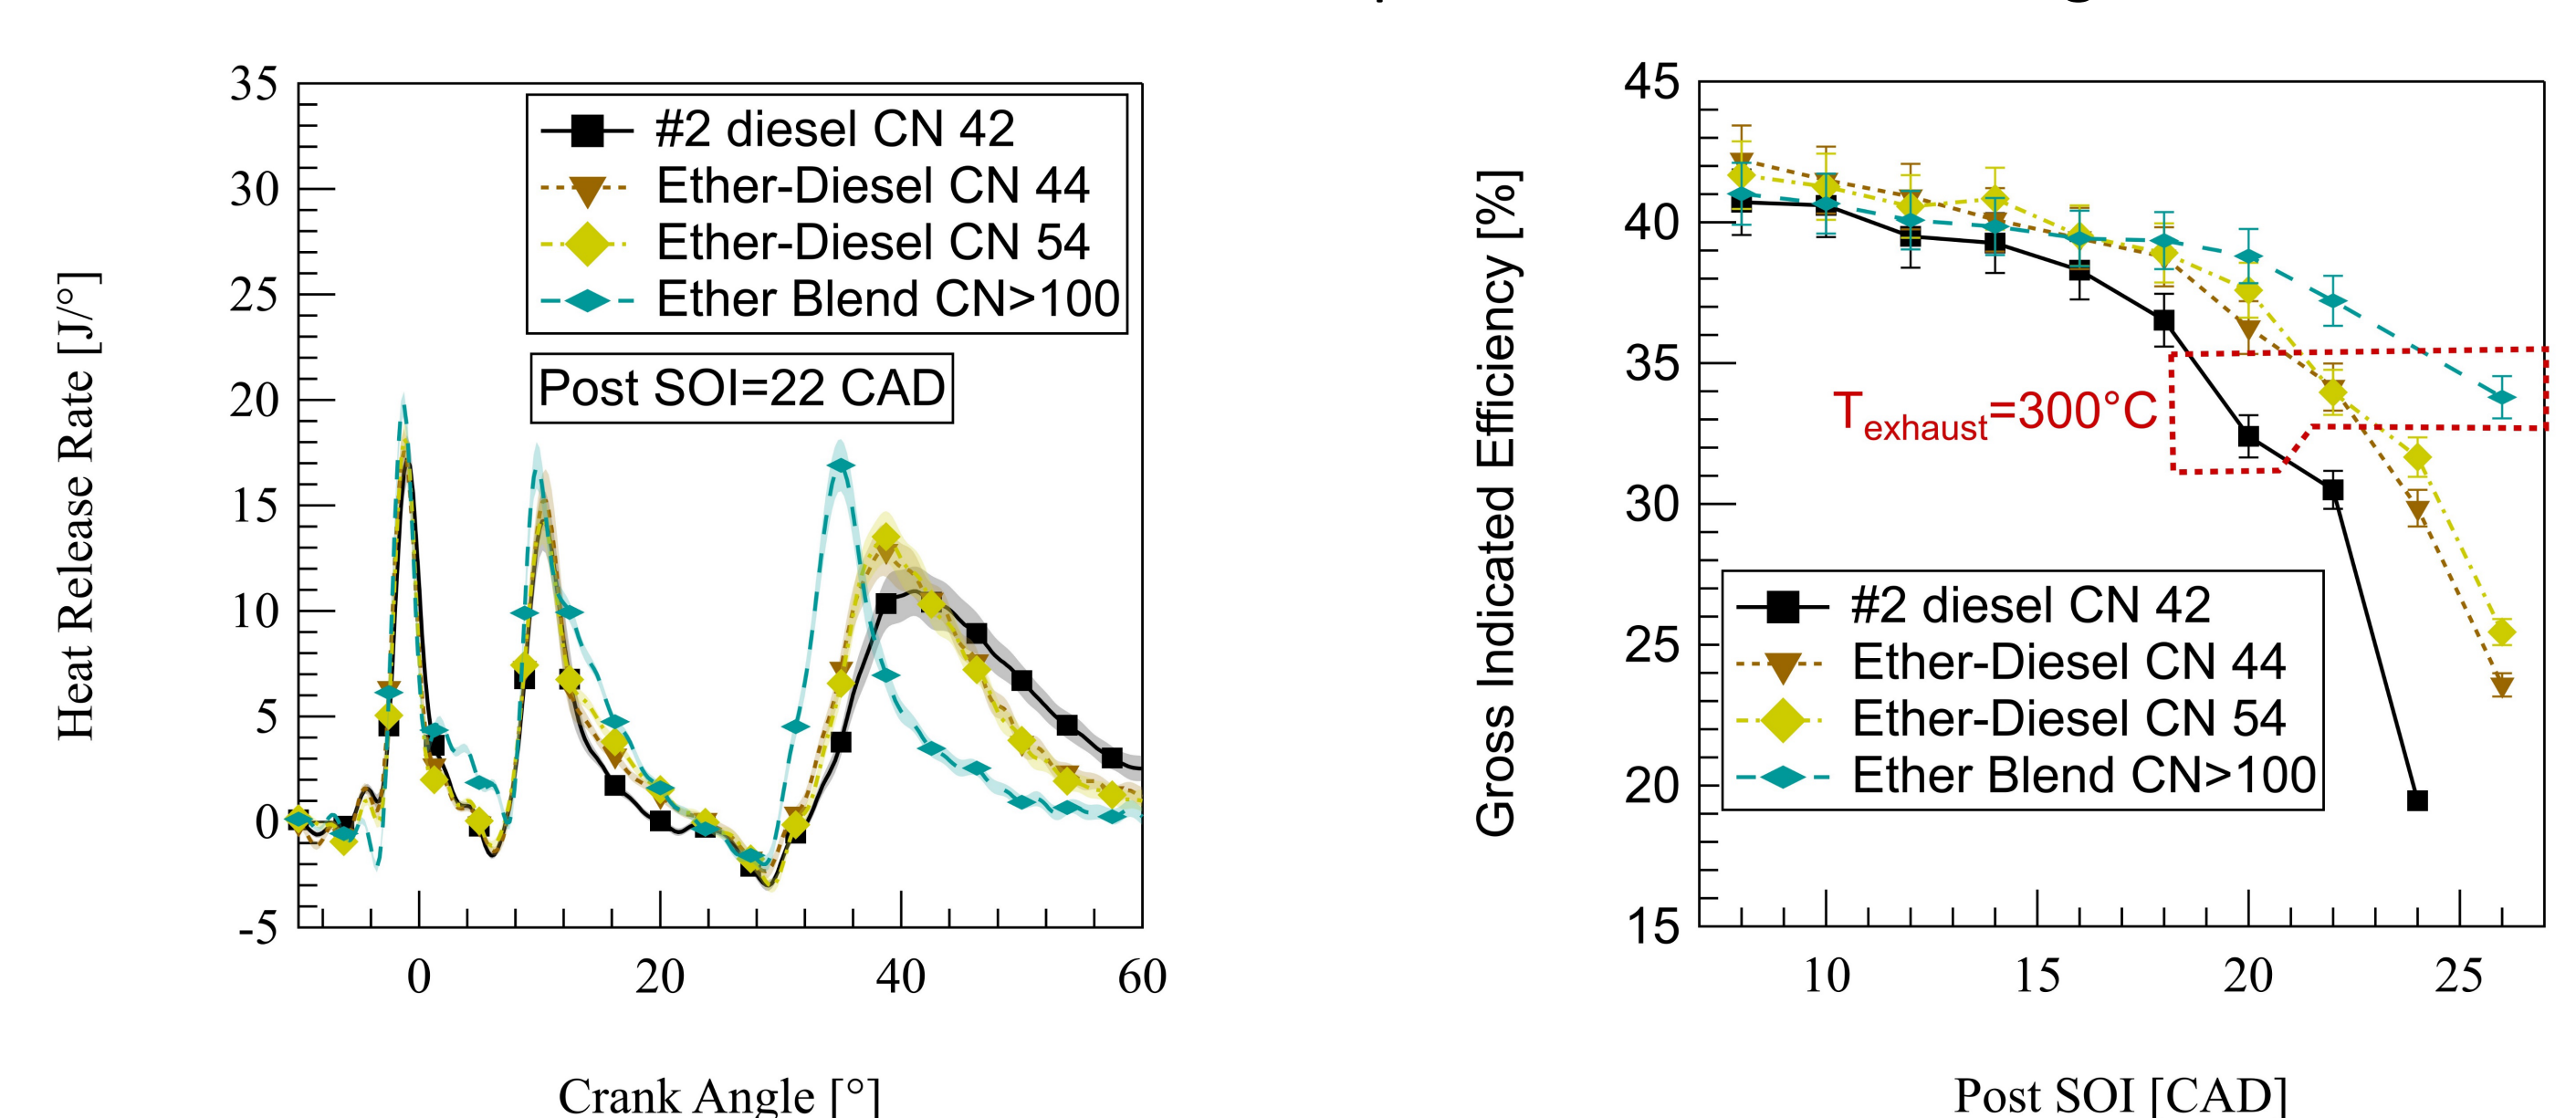 35
30
25
20
15
10
5
0
-5
0
20
40
60
Heat Release Rate [J/°]
Crank Angle [°]
#2 diesel CN 42
Ether-Diesel CN 44
Ether-Diesel CN 54
Ether Blend CN>100
Post SOI=22 CAD
45
40
35
30
25
20
15
10
15
20
25
Gross Indicated Efficiency [%]
Post SOI [CAD]
Texhaust=300°C
#2 diesel CN 42
Ether-Diesel CN 44
Ether-Diesel CN 54
Ether Blend CN>100